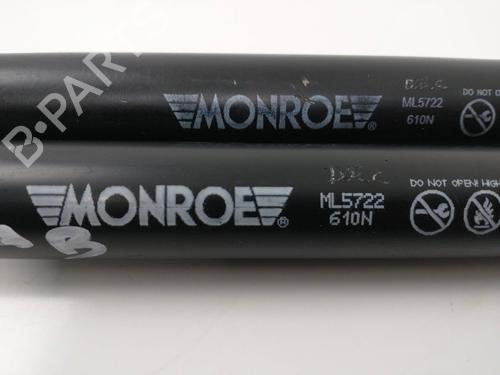 MONROE®
ML5722
610N
DO NOT O
MONROE®
ML5722
610N
DO NOT OPEN! HIGH
B-PARTS
B